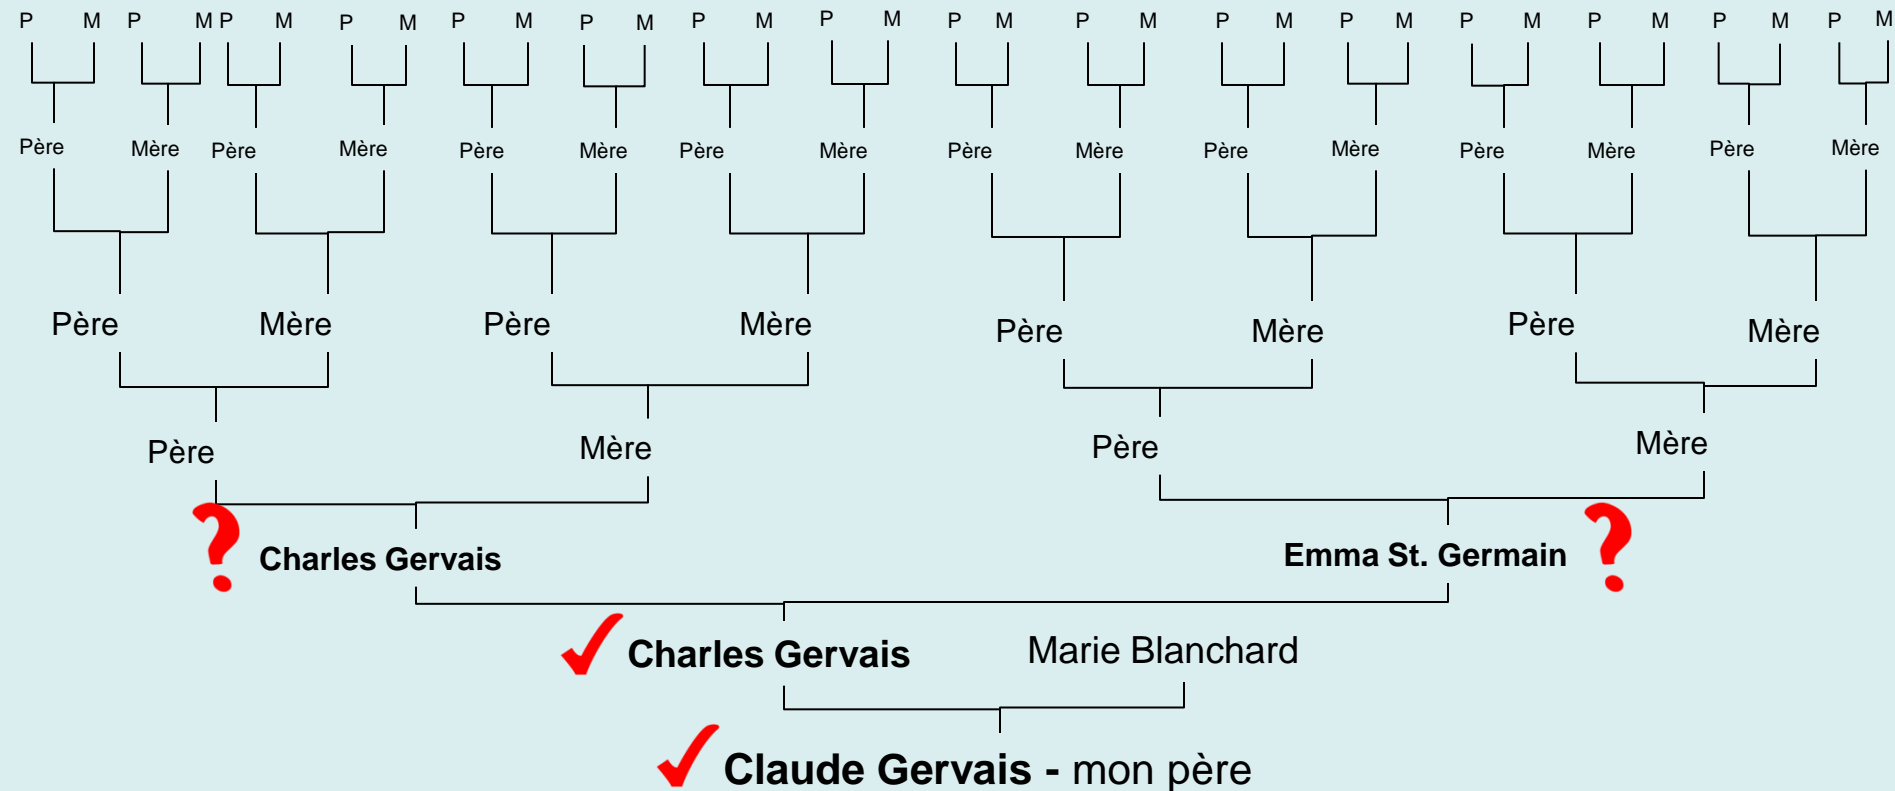 P M P M P M P M P M P M P M P M P M P M P M P M P M P M P M P M
Père Mère Père Mère Père Mère Père Mère Père Mère Père Mère Père Mère Père Mère
Père Mère Père Mère Père Mère Père Mère
Père Mère Père Mère
? Charles Gervais Emma St. Germain ?
Charles Gervais Marie Blanchard
Claude Gervais - mon père